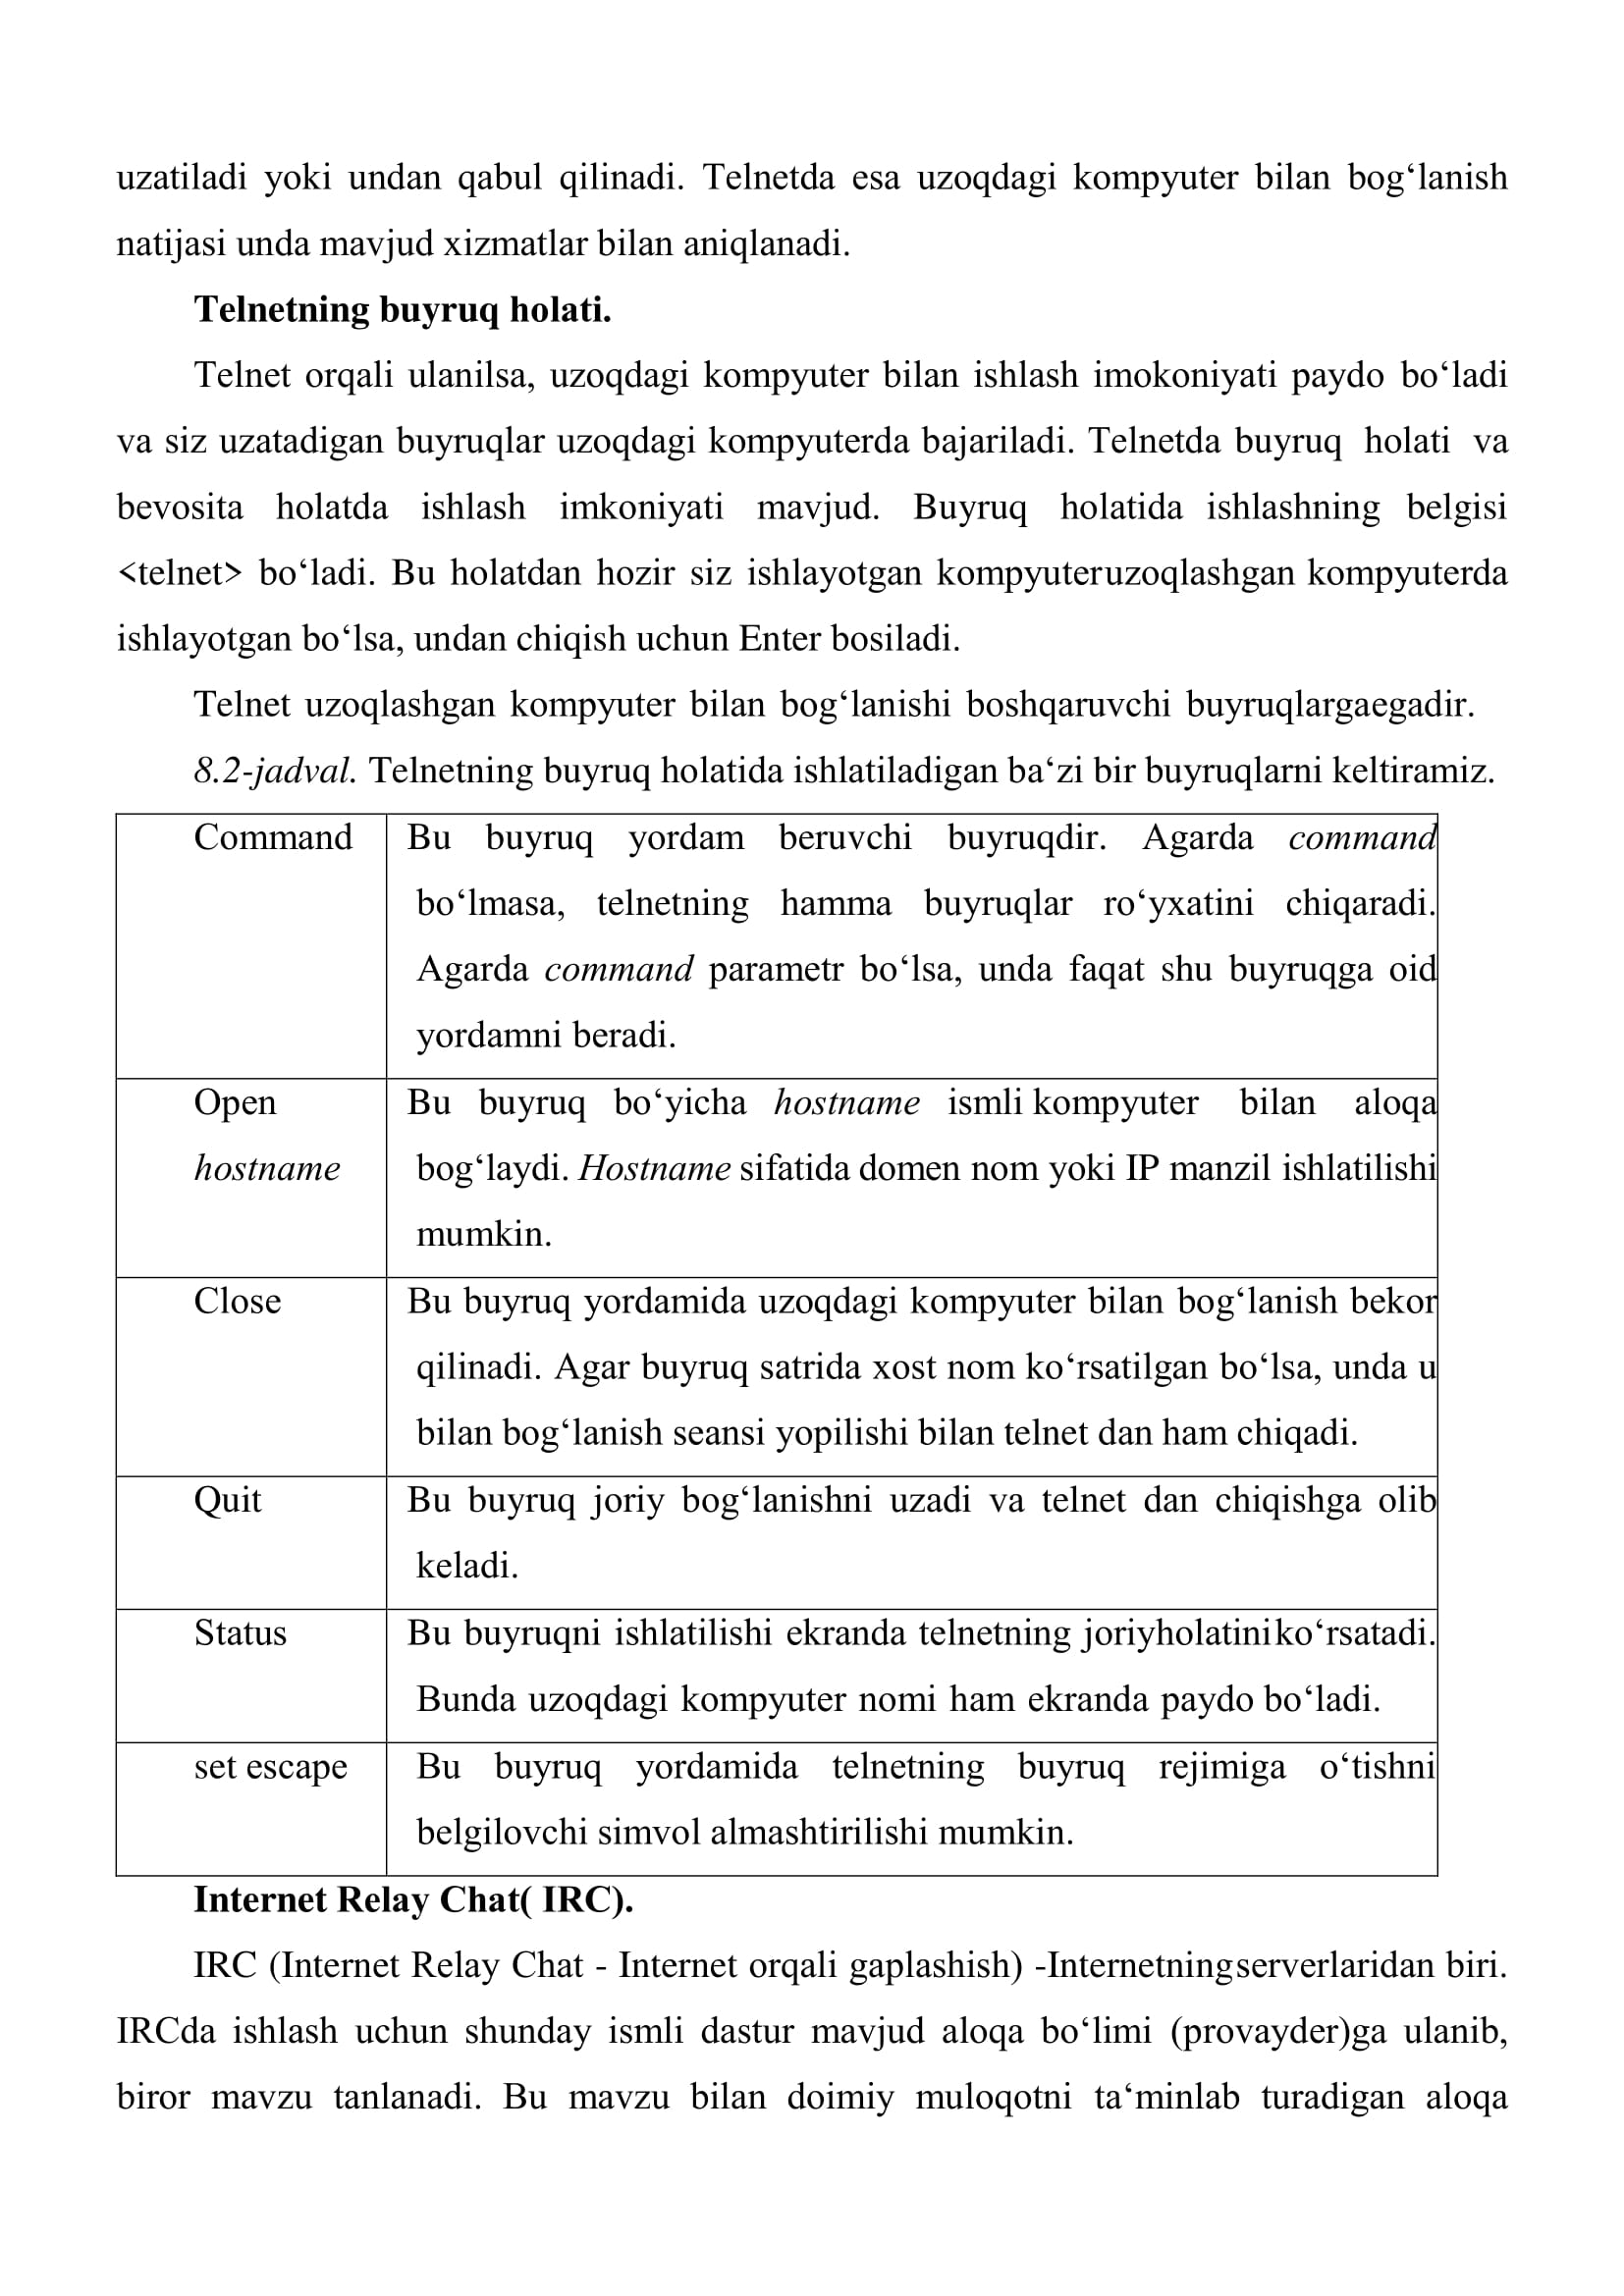 uzatiladi yoki undan qabul qilinadi. Telnetda esa uzoqdagi kompyuter bilan bog‘lanish
natijasi unda mavjud xizmatlar bilan aniqlanadi.
Telnetning buyruq holati.
Telnet orqali ulanilsa, uzoqdagi kompyuter bilan ishlash imokoniyati paydo bo‘ladi
va siz uzatadigan buyruqlar uzoqdagi kompyuterda bajariladi. Telnetda buyruq holati va
bevosita holatda ishlash imkoniyati mavjud. Buyruq holatida ishlashning belgisi
<telnet> bo‘ladi. Bu holatdan hozir siz ishlayotgan kompyuteruzoqlashgan kompyuterda
ishlayotgan bo‘lsa, undan chiqish uchun Enter bosiladi.
Telnet uzoqlashgan kompyuter bilan bog‘lanishi boshqaruvchi buyruqlargaegadir.
8.2-jadval. Telnetning buyruq holatida ishlatiladigan ba‘zi bir buyruqlarni keltiramiz.
Command
Bu buyruq yordam beruvchi buyruqdir. Agarda command
bo‘lmasa, telnetning hamma buyruqlar ro‘yxatini chiqaradi.
Agarda command parametr bo‘lsa, unda faqat shu buyruqga oid
yordamni beradi.
Open
hostname
Bu buyruq bo‘yicha hostname ismli kompyuter bilan aloqa
bog‘laydi. Hostname sifatida domen nom yoki IP manzil ishlatilishi
mumkin.
Close
Bu buyruq yordamida uzoqdagi kompyuter bilan bog‘lanish bekor
qilinadi. Agar buyruq satrida xost nom ko‘rsatilgan bo‘lsa, unda u
bilan bog‘lanish seansi yopilishi bilan telnet dan ham chiqadi.
Quit
Bu buyruq joriy bog‘lanishni uzadi va telnet dan chiqishga olib
keladi.
Status
Bu buyruqni ishlatilishi ekranda telnetning joriyholatiniko‘rsatadi.
Bunda uzoqdagi kompyuter nomi ham ekranda paydo bo‘ladi.
set escape
Bu buyruq yordamida telnetning buyruq rejimiga o‘tishni
belgilovchi simvol almashtirilishi mumkin.
Internet Relay Chat( IRC).
IRC (Internet Relay Chat - Internet orqali gaplashish) -Internetningserverlaridan biri.
IRCda ishlash uchun shunday ismli dastur mavjud aloqa bo‘limi (provayder)ga ulanib,
biror mavzu tanlanadi. Bu mavzu bilan doimiy muloqotni ta‘minlab turadigan aloqa